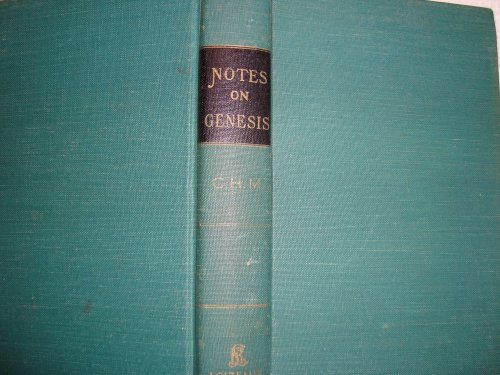 NOTES
ON
GENESIS
C.H.M.